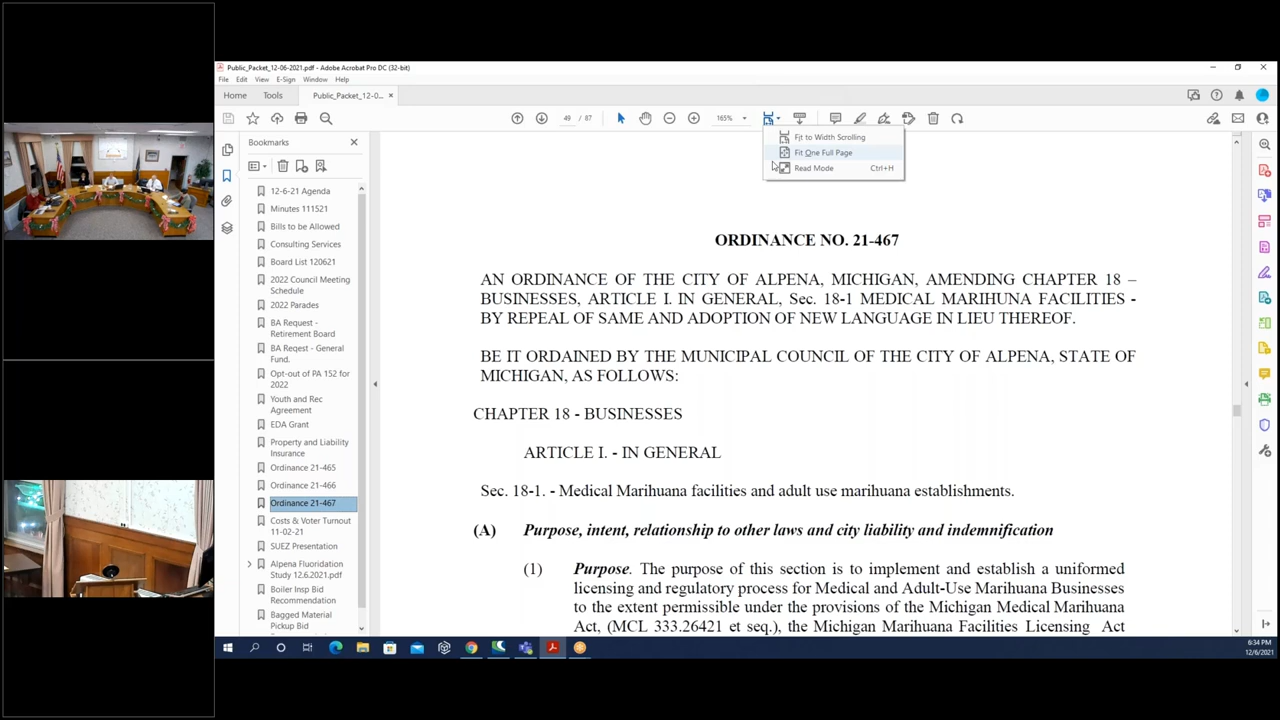 Public_Packet_12-06-2021.pdf - Adobe Acrobat Pro DC (32-bit)
File Edit View E-Sign Window Help
Home Tools Public_Packet_12-0... ×
49 / 87 165%
Fit to Width Scrolling
Fit One Full Page
Read Mode Ctrl+H
Bookmarks
12-6-21 Agenda
Minutes 111521
Bills to be Allowed
Consulting Services
Board List 120621
2022 Council Meeting
Schedule
2022 Parades
BA Request -
Retirement Board
BA Reqest - General
Fund.
Opt-out of PA 152 for
2022
Youth and Rec
Agreement
EDA Grant
Property and Liability
Insurance
Ordinance 21-465
Ordinance 21-466
Ordinance 21-467
Costs & Voter Turnout
11-02-21
SUEZ Presentation
Alpena Fluoridation
Study 12.6.2021.pdf
Boiler Insp Bid
Recommendation
Bagged Material
Pickup Bid
ORDINANCE NO. 21-467
AN ORDINANCE OF THE CITY OF ALPENA, MICHIGAN, AMENDING CHAPTER 18 –
BUSINESSES, ARTICLE I. IN GENERAL, Sec. 18-1 MEDICAL MARIHUNA FACILITIES -
BY REPEAL OF SAME AND ADOPTION OF NEW LANGUAGE IN LIEU THEREOF.
BE IT ORDAINED BY THE MUNICIPAL COUNCIL OF THE CITY OF ALPENA, STATE OF
MICHIGAN, AS FOLLOWS:
CHAPTER 18 - BUSINESSES
ARTICLE I. - IN GENERAL
Sec. 18-1. - Medical Marihuana facilities and adult use marihuana establishments.
(A) Purpose, intent, relationship to other laws and city liability and indemnification
(1) Purpose. The purpose of this section is to implement and establish a uniform
licensing and regulatory process for Medical and Adult-Use Marihuana Businesses
to the extent permissible under the provisions of the Michigan Medical Marihuana
Act, (MCL 333.26421 et seq.), the Michigan Marihuana Facilities Licensing Act
6:34 PM
12/6/2021